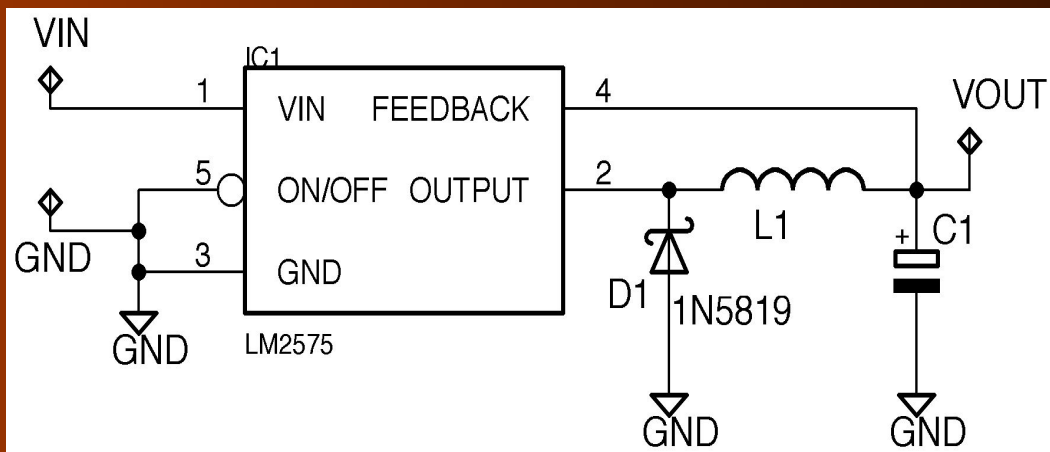 VIN
IC1
1
VIN
FEEDBACK
4
VOUT
5
ON/OFF
OUTPUT
2
L1
+
C1
GND
3
GND
D1
1N5819
GND
LM2575
GND
GND